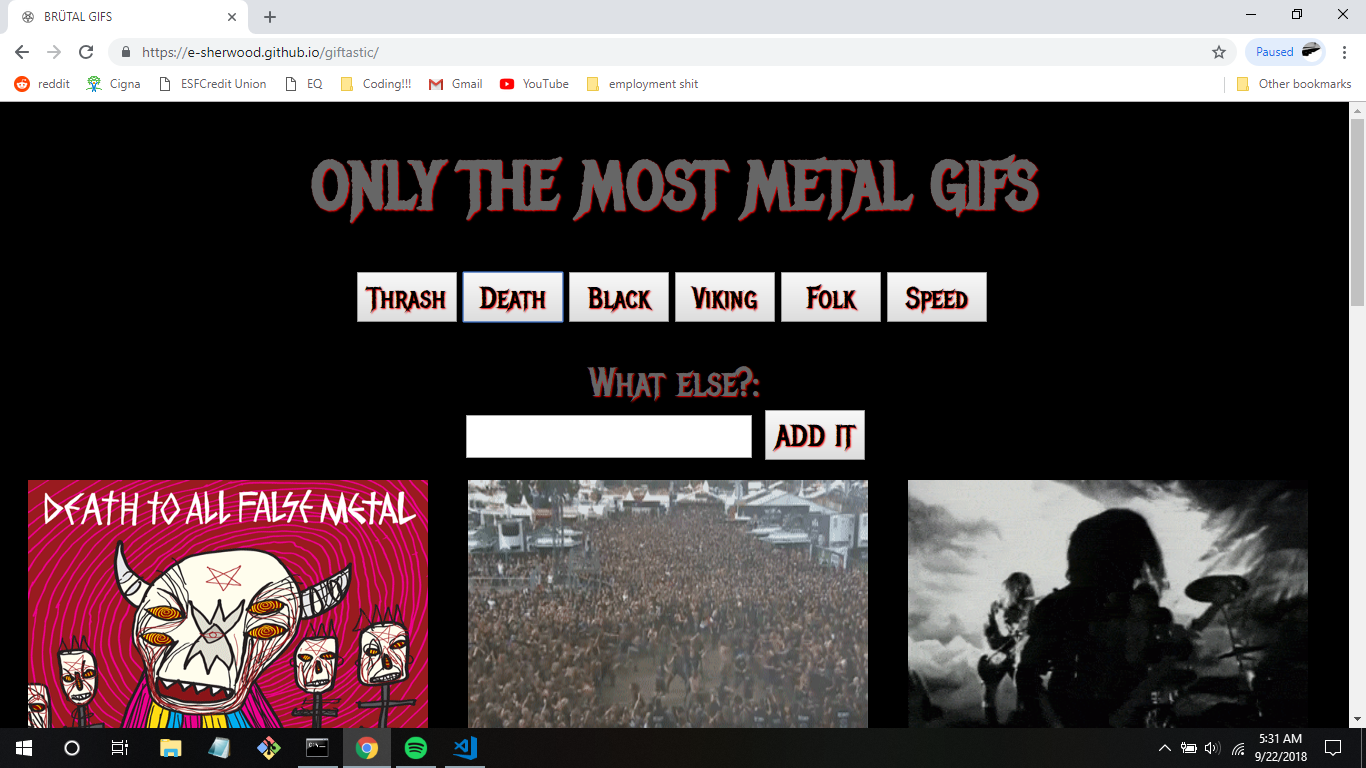 BRÜTAL GIFS
https://e-sherwood.github.io/giftastic/
Paused
reddit Cigna ESFCredit Union EQ Coding!!! Gmail YouTube employment shit Other bookmarks
ONLY THE MOST METAL GIFS
Thrash Death Black Viking Folk Speed
What else?:
ADD IT
DEATH TO ALL FALSE METAL
5:31 AM
9/22/2018